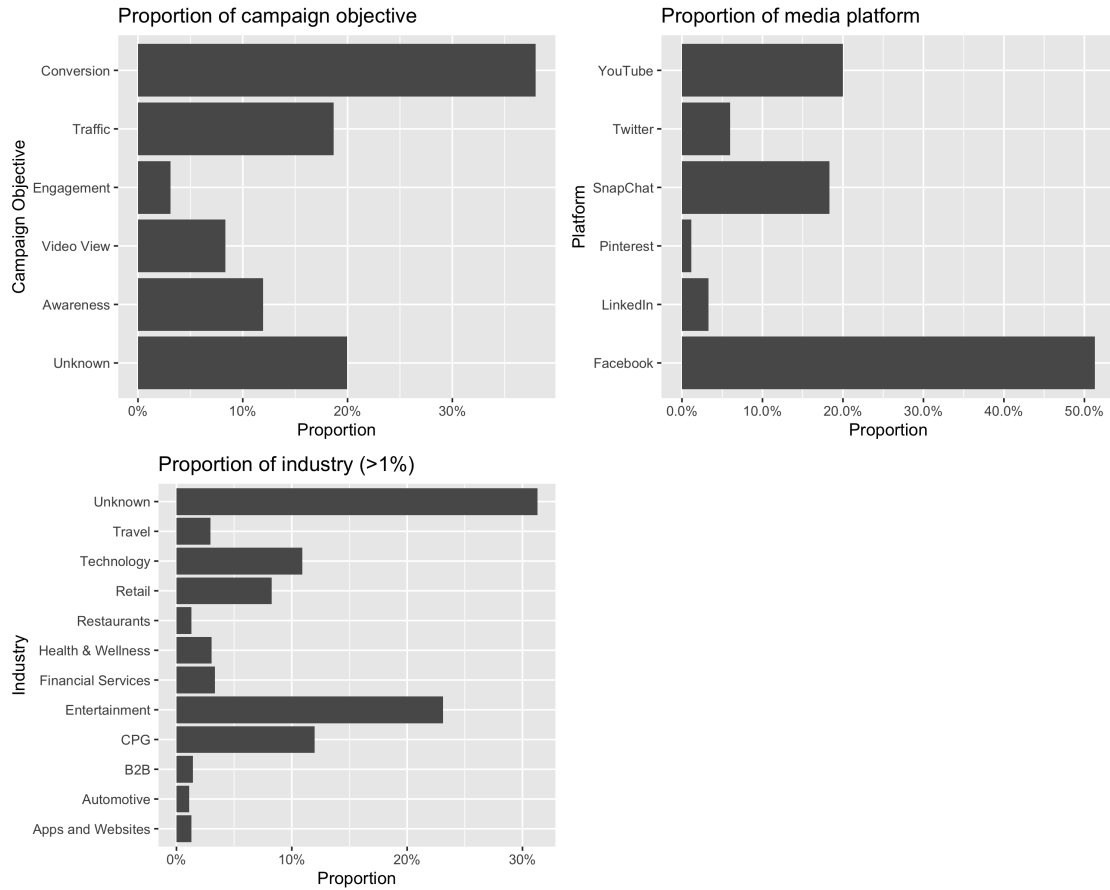 Proportion of campaign objective
Campaign Objective
Conversion
Traffic
Engagement
Video View
Awareness
Unknown
0% 10% 20% 30%
Proportion
Proportion of media platform
Platform
YouTube
Twitter
SnapChat
Pinterest
LinkedIn
Facebook
0.0% 10.0% 20.0% 30.0% 40.0% 50.0%
Proportion
Proportion of industry (>1%)
Industry
Unknown
Travel
Technology
Retail
Restaurants
Health & Wellness
Financial Services
Entertainment
CPG
B2B
Automotive
Apps and Websites
0% 10% 20% 30%
Proportion